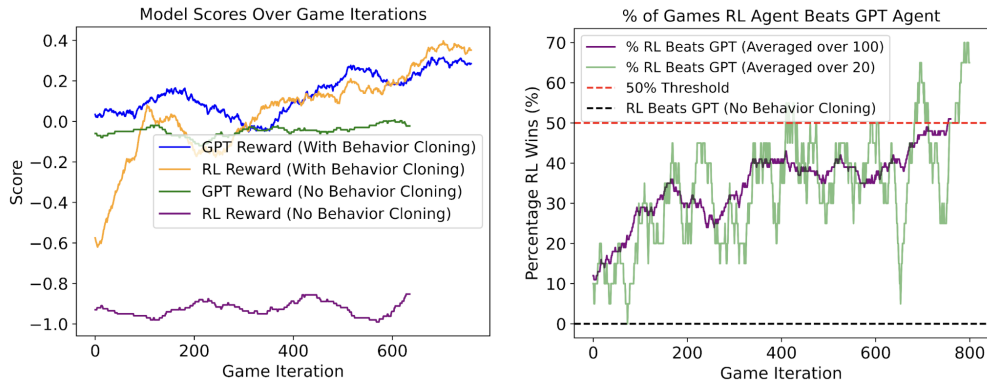 Model Scores Over Game Iterations
Score
0.4
0.2
0.0
−0.2
−0.4
−0.6
−0.8
−1.0
GPT Reward (With Behavior Cloning)
RL Reward (With Behavior Cloning)
GPT Reward (No Behavior Cloning)
RL Reward (No Behavior Cloning)
0 200 400 600
Game Iteration
% of Games RL Agent Beats GPT Agent
Percentage RL Wins (%)
70
60
50
40
30
20
10
0
% RL Beats GPT (Averaged over 100)
% RL Beats GPT (Averaged over 20)
50% Threshold
RL Beats GPT (No Behavior Cloning)
0 200 400 600 800
Game Iteration